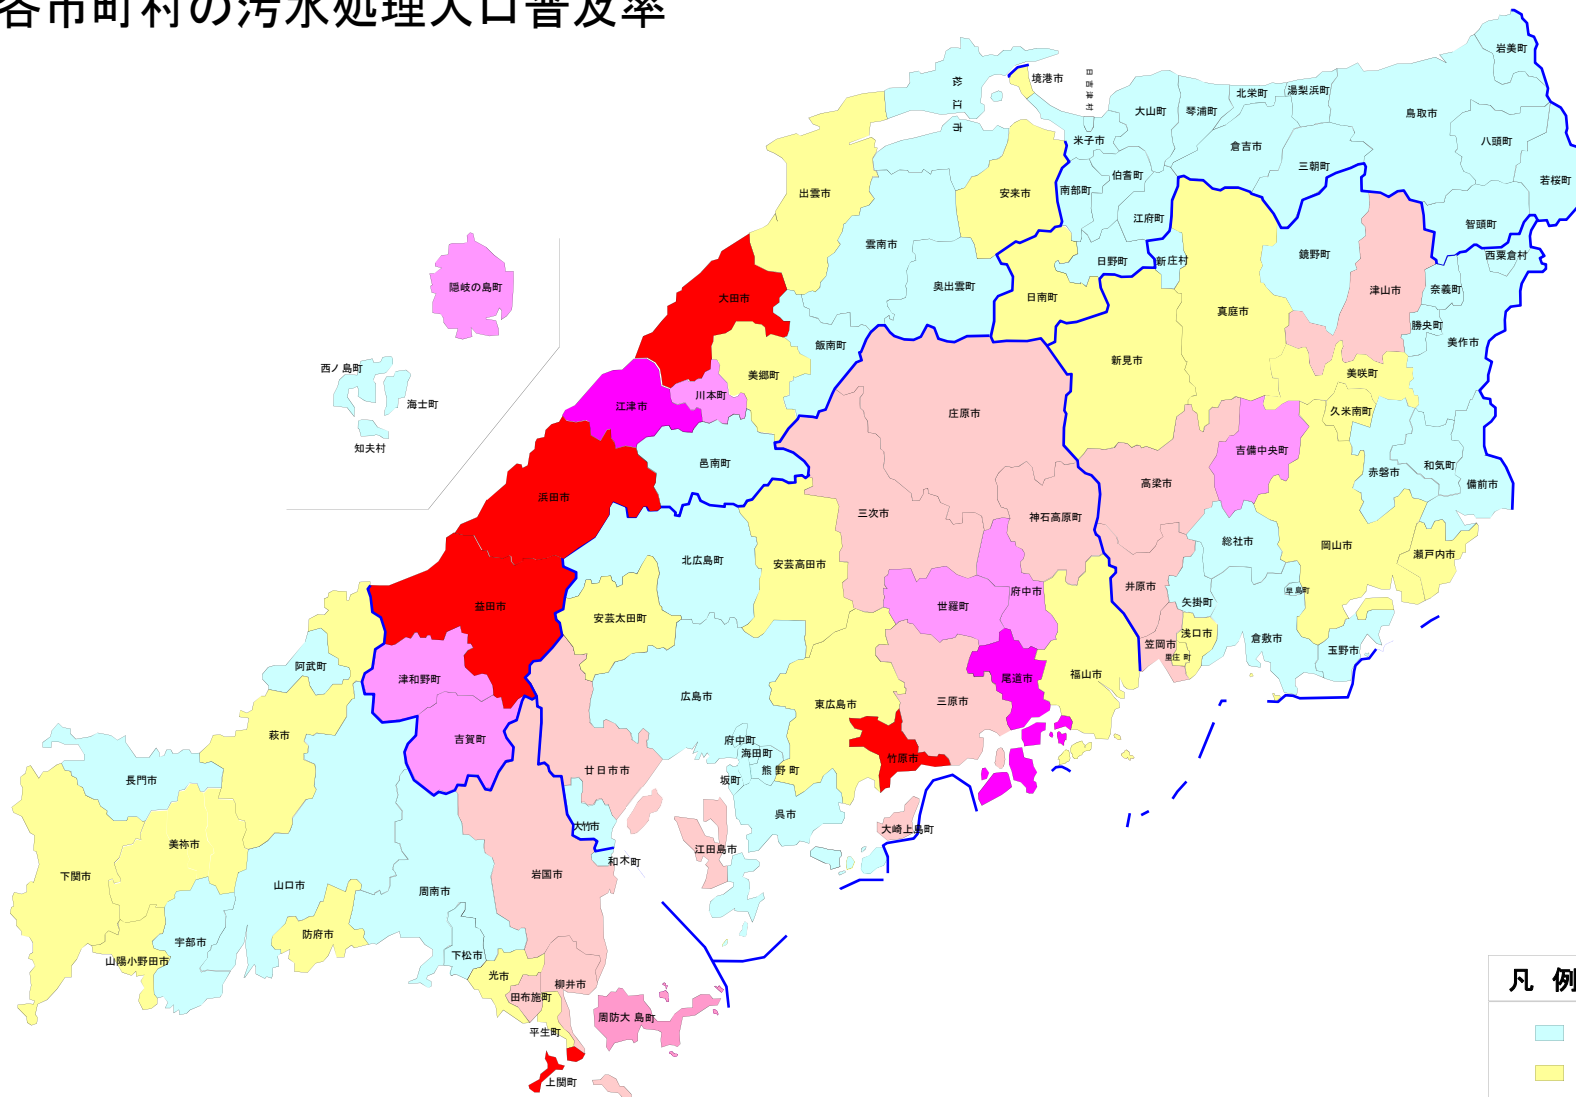 各市町村の汚水処理人口普及率
岩美町
松江市
境港市
日吉津村
大山町
琴浦町
北栄町
湯梨浜町
鳥取市
八頭町
若桜町
米子市
倉吉市
三朝町
伯耆町
南部町
江府町
智頭町
出雲市
安来市
雲南市
奥出雲町
日野町
新庄村
鏡野町
西粟倉村
隠岐の島町
大田市
日南町
真庭市
津山市
奈義町
勝央町
美作市
飯南町
新見市
西ノ島町
海士町
知夫村
美郷町
川本町
江津市
庄原市
美咲町
久米南町
吉備中央町
邑南町
赤磐市
和気町
備前市
高梁市
浜田市
三次市
神石高原町
総社市
岡山市
瀬戸内市
北広島町
安芸高田市
井原市
矢掛町
早島町
益田市
安芸太田町
世羅町
府中市
浅口市
倉敷市
玉野市
笠岡市
里庄町
阿武町
津和野町
尾道市
福山市
広島市
東広島市
三原市
萩市
吉賀町
府中町
海田町
熊野町
坂町
竹原市
廿日市市
長門市
呉市
大竹市
大崎上島町
美祢市
江田島市
和木町
下関市
山口市
周南市
岩国市
防府市
宇部市
下松市
山陽小野田市
光市
柳井市
田布施町
周防大島町
平生町
上関町
凡例